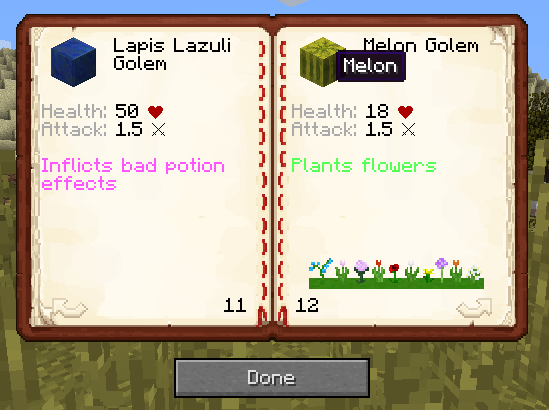 Lapis Lazuli
Golem
Health: 50
Attack: 1.5
Inflicts bad potion
effects
11
Melon Golem
Melon
Health: 18
Attack: 1.5
Plants flowers
12
Done